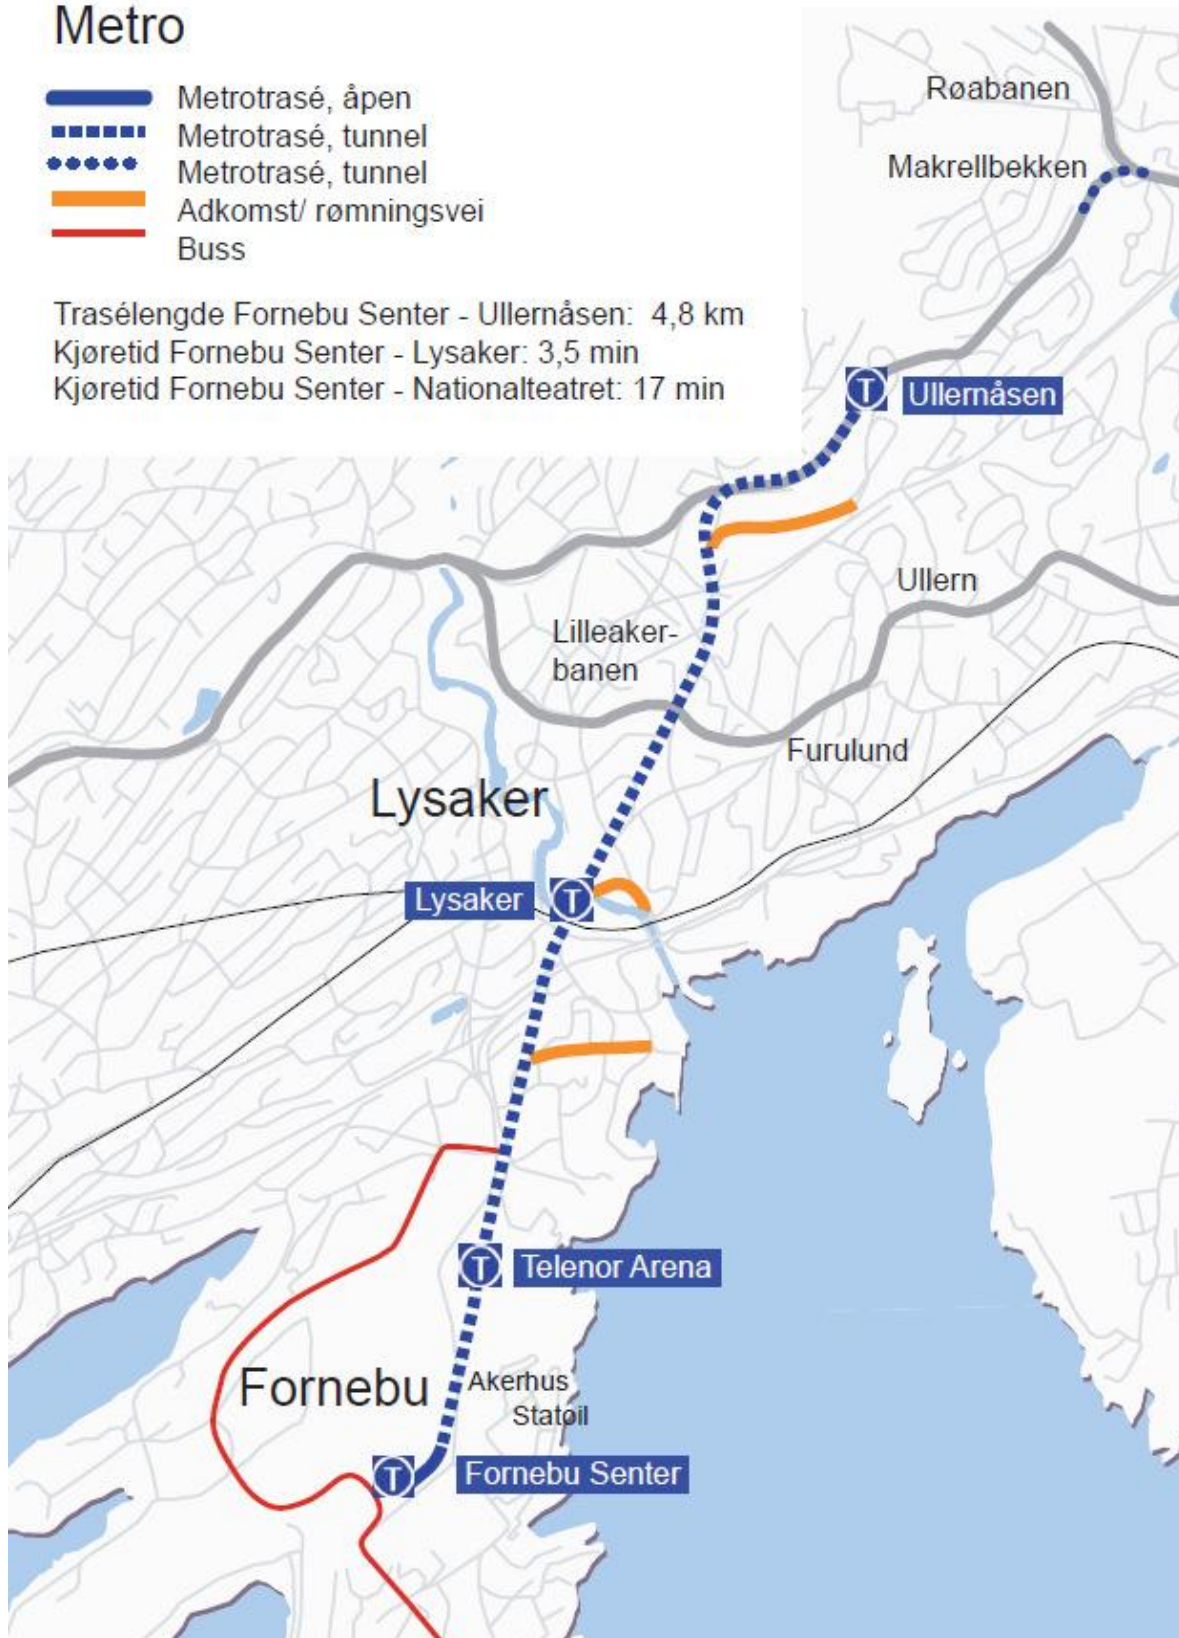 Metro
Metrotrasé, åpen
Metrotrasé, tunnel
Metrotrasé, tunnel
Adkomst/ rømningsvei
Buss
Trasélengde Fornebu Senter - Ullernåsen: 4,8 km
Kjøretid Fornebu Senter - Lysaker: 3,5 min
Kjøretid Fornebu Senter - Nationalteatret: 17 min
Røabanen
Makrellbekken
T
Ullernåsen
Ullern
Lilleaker-
banen
Furulund
Lysaker
Lysaker
T
T
Telenor Arena
Fornebu
Akerhus
Statoil
T
Fornebu Senter